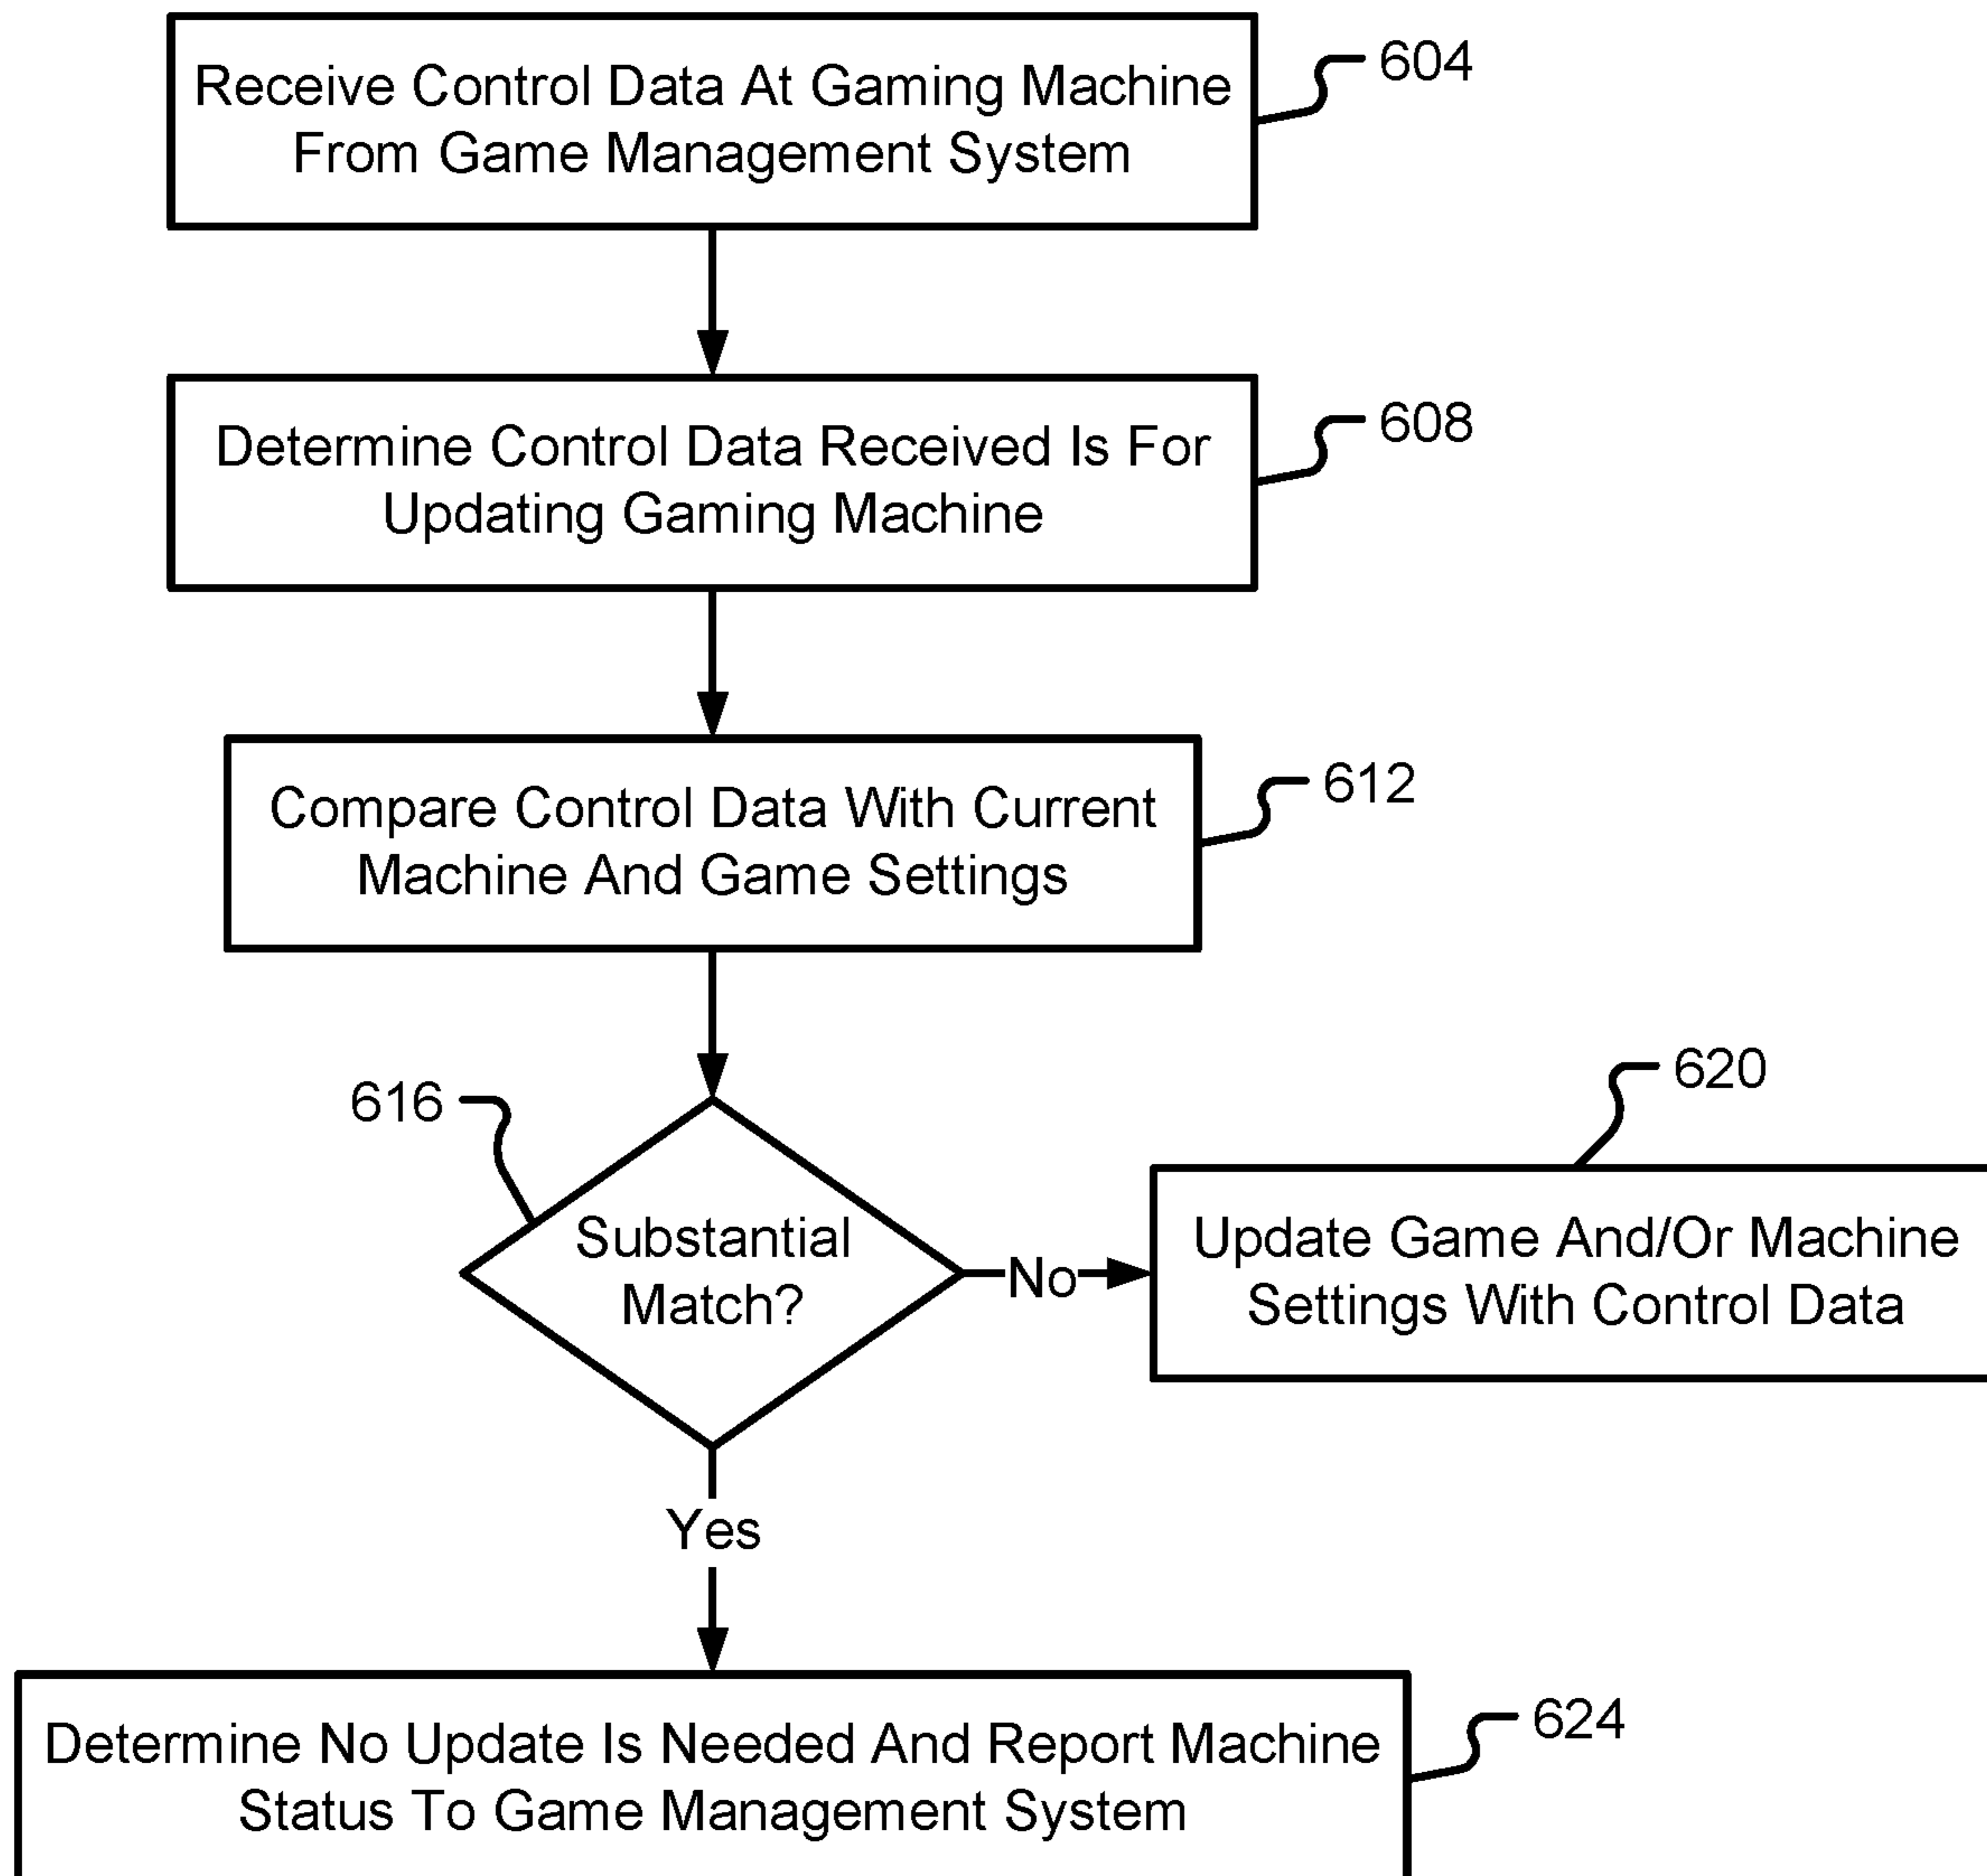 Receive Control Data At Gaming Machine
From Game Management System
604
Determine Control Data Received Is For
Updating Gaming Machine
608
Compare Control Data With Current
Machine And Game Settings
612
616
Substantial
Match?
No
620
Update Game And/Or Machine
Settings With Control Data
Yes
Determine No Update Is Needed And Report Machine
Status To Game Management System
624